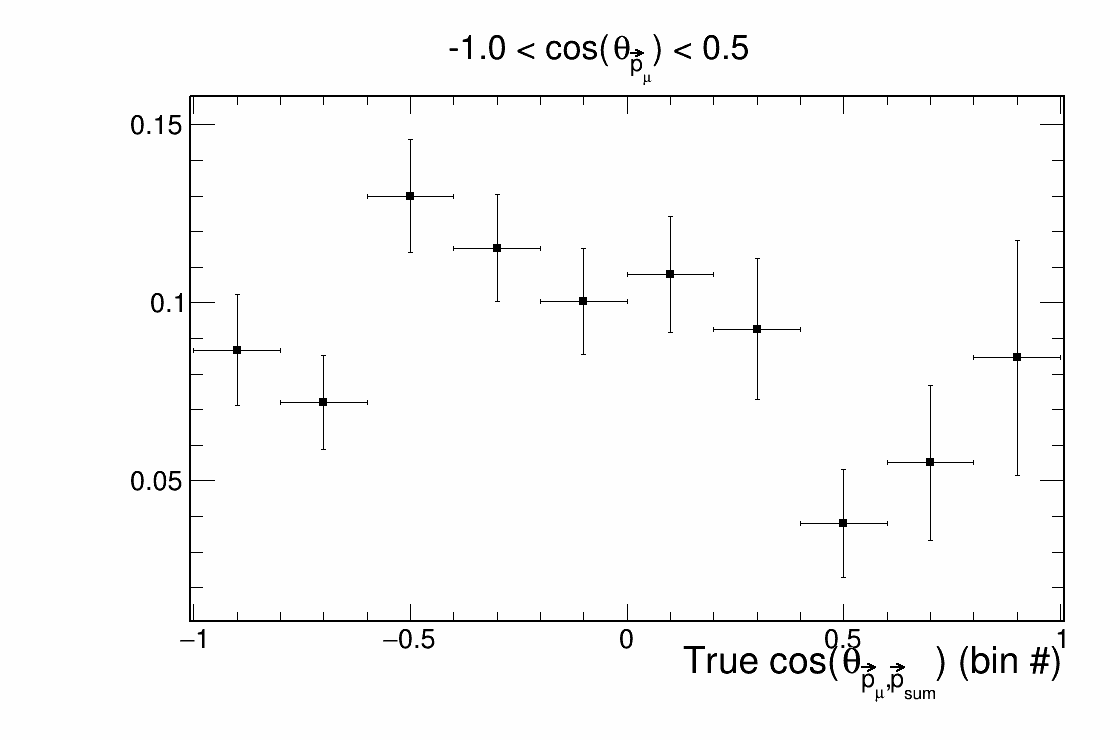 -1.0 < cos(θp⃗μ) < 0.5
0.15
0.1
0.05
−1 −0.5 0 0.5 1
True cos(θp⃗μ,p⃗sum) (bin #)